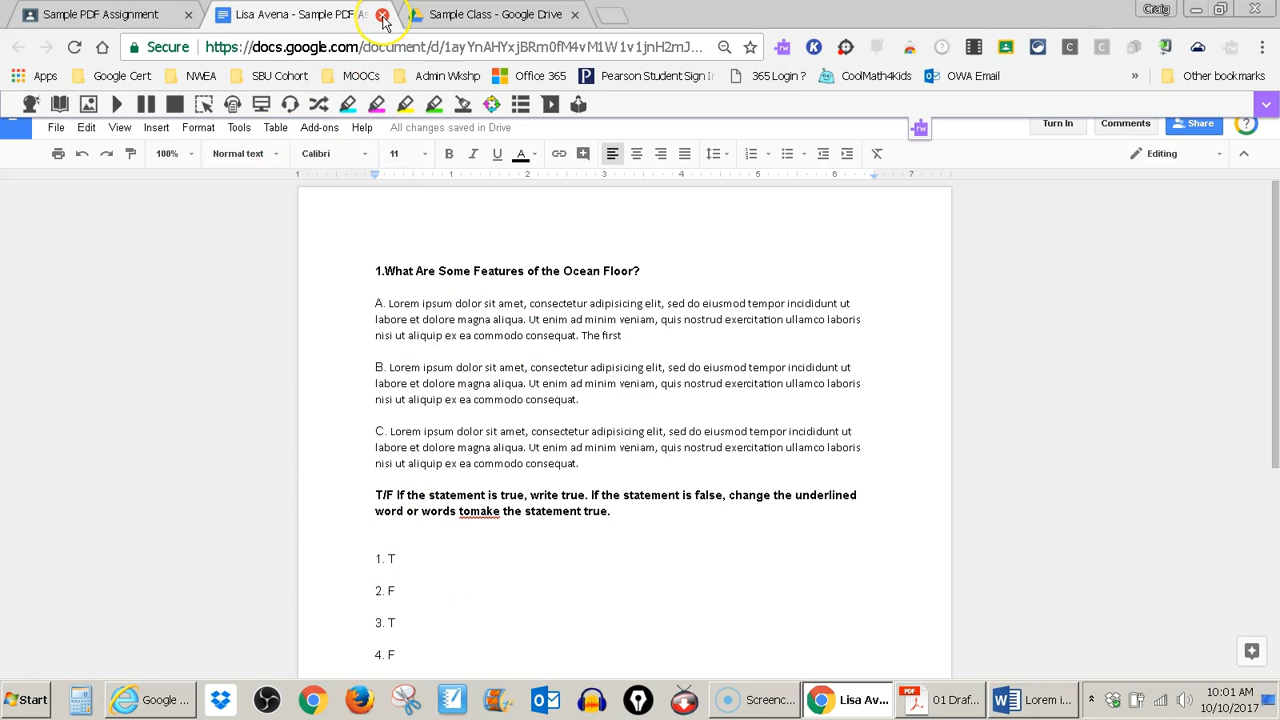 Sample PDF Assignment
Lisa Avena - Sample PDF As
Sample Class - Google Drive
Craig
Secure
https://docs.google.com/document/d/1ayYnAHYxjBRm0fM4vM1W1v1jnH2mJ...
Apps
Google Cert
NWEA
SBU Cohort
MOOCs
Admin Wkshp
Office 365
Pearson Student Sign I
365 Login ?
CoolMath4Kids
OWA Email
»
Other bookmarks
File
Edit
View
Insert
Format
Tools
Table
Add-ons
Help
All changes saved in Drive
rw
Turn In
Comments
Share
100%
Normal text
Calibri
11
B
I
U
A
Editing
1
1
2
3
4
5
6
7
1.What Are Some Features of the Ocean Floor?
A. Lorem ipsum dolor sit amet, consectetur adipisicing elit, sed do eiusmod tempor incididunt ut
labore et dolore magna aliqua. Ut enim ad minim veniam, quis nostrud exercitation ullamco laboris
nisi ut aliquip ex ea commodo consequat. The first
B. Lorem ipsum dolor sit amet, consectetur adipisicing elit, sed do eiusmod tempor incididunt ut
labore et dolore magna aliqua. Ut enim ad minim veniam, quis nostrud exercitation ullamco laboris
nisi ut aliquip ex ea commodo consequat.
C. Lorem ipsum dolor sit amet, consectetur adipisicing elit, sed do eiusmod tempor incididunt ut
labore et dolore magna aliqua. Ut enim ad minim veniam, quis nostrud exercitation ullamco laboris
nisi ut aliquip ex ea commodo consequat.
T/F If the statement is true, write true. If the statement is false, change the underlined
word or words tomake the statement true.
1. T
2. F
3. T
4. F
Start
Google ...
Screenc...
Lisa Av...
01 Draf...
Lorem i...
10:01 AM
10/10/2017